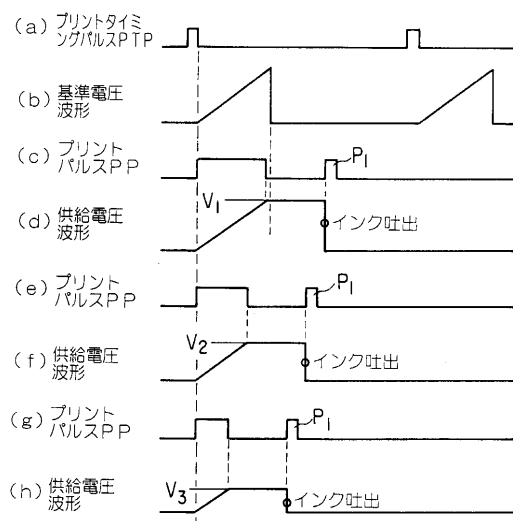 (a) プリントタイミ
ングパルスPTP
(b) 基準電圧
波形
(c) プリント
パルスPP
P1
(d) 供給電圧
波形
V1
インク吐出
(e) プリント
パルスPP
P1
(f) 供給電圧
波形
V2
インク吐出
(g) プリント
パルスPP
P1
(h) 供給電圧
波形
V3
インク吐出